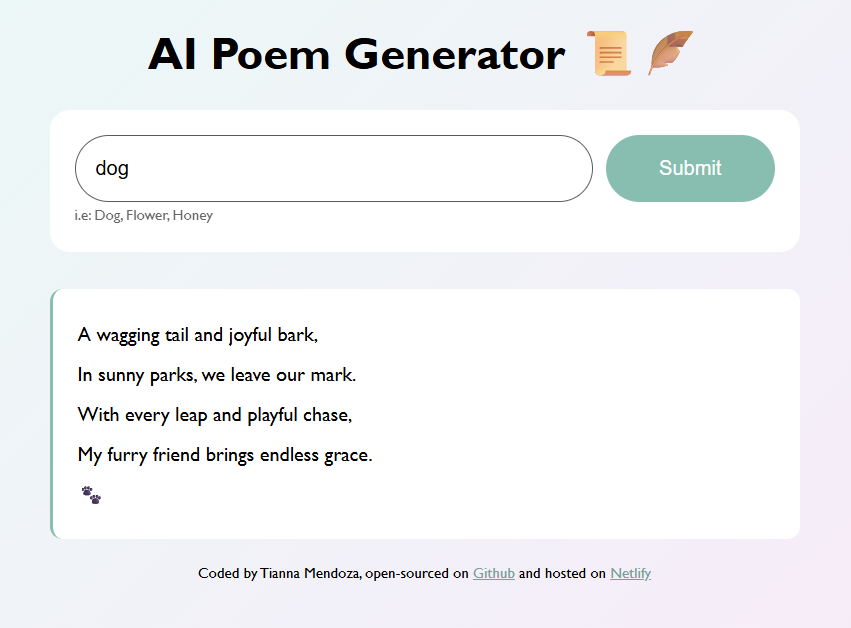 AI Poem Generator 📜 🪶
dog
Submit
i.e: Dog, Flower, Honey
A wagging tail and joyful bark,
In sunny parks, we leave our mark.
With every leap and playful chase,
My furry friend brings endless grace.
🐾
Coded by Tianna Mendoza, open-sourced on Github and hosted on Netlify